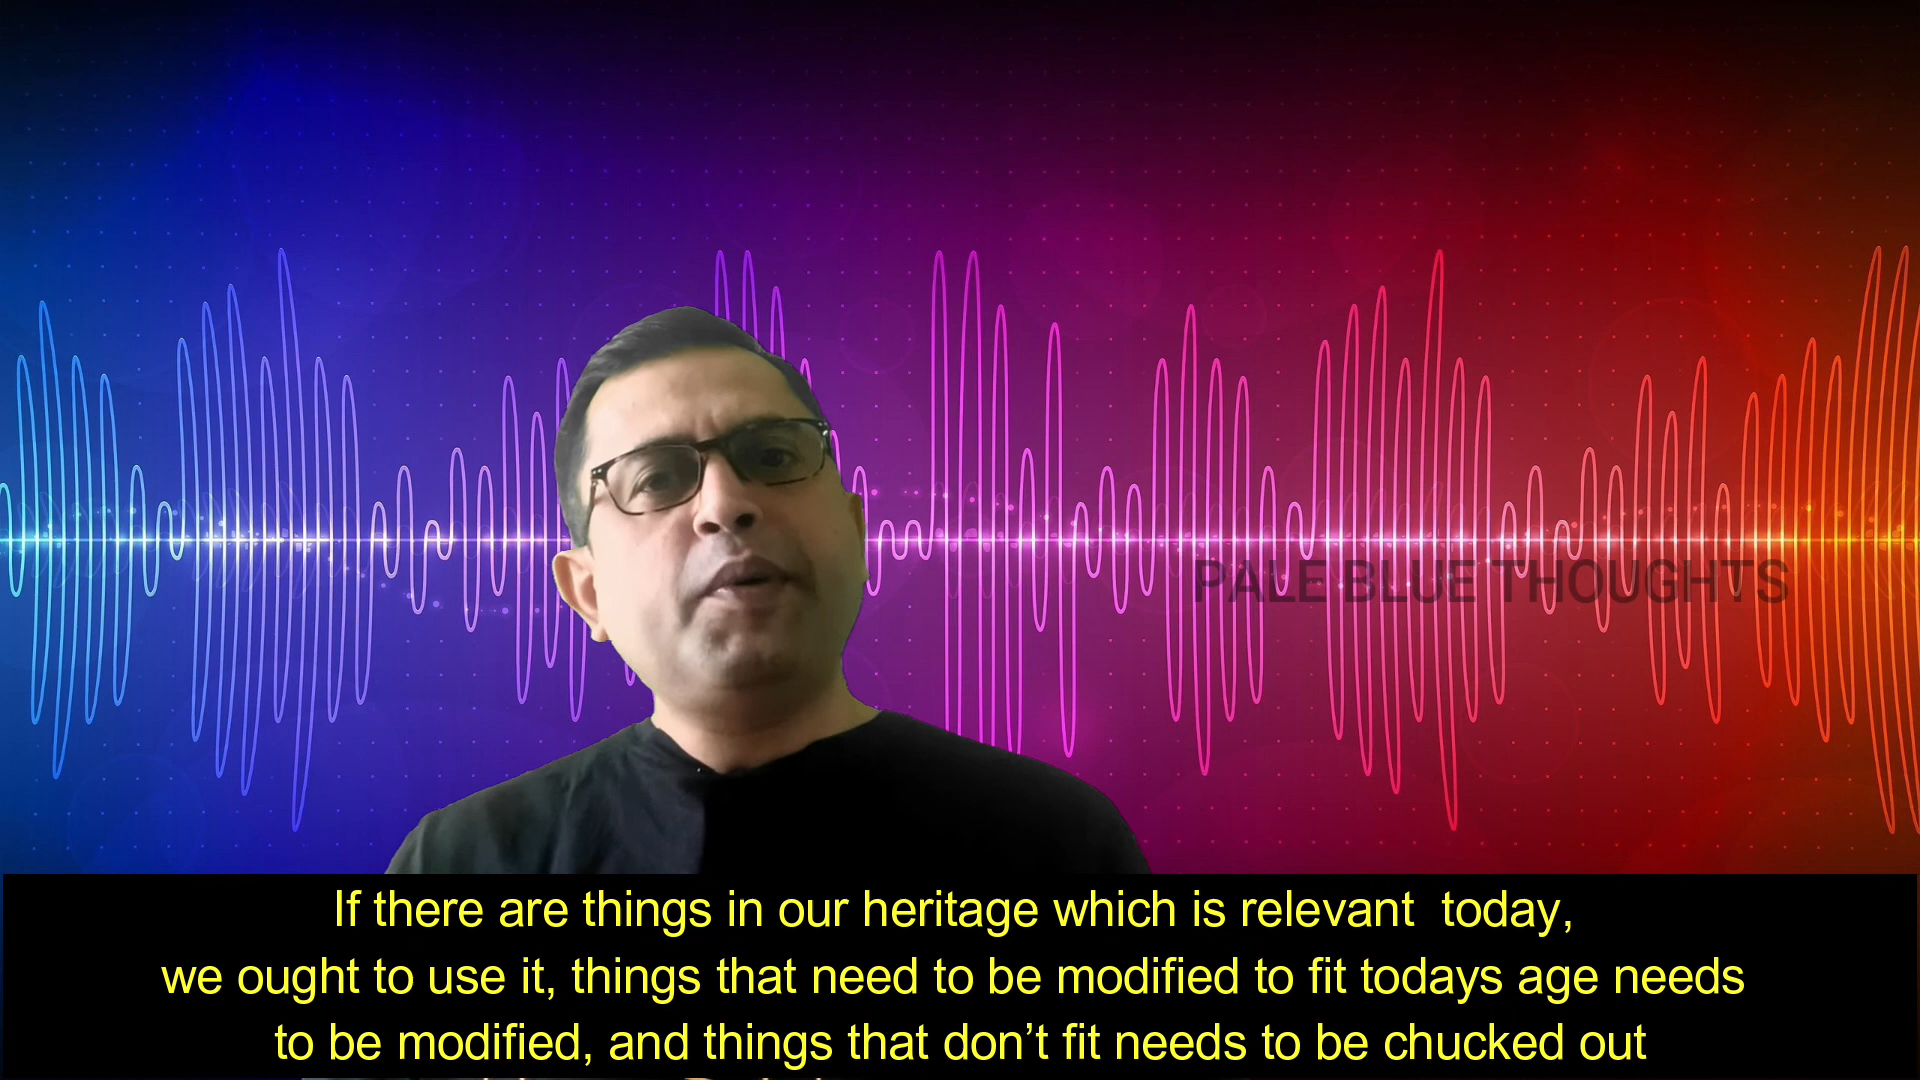 PALE BLUE THOUGHTS
If there are things in our heritage which is relevant  today,
we ought to use it, things that need to be modified to fit todays age needs
to be modified, and things that don’t fit needs to be chucked out